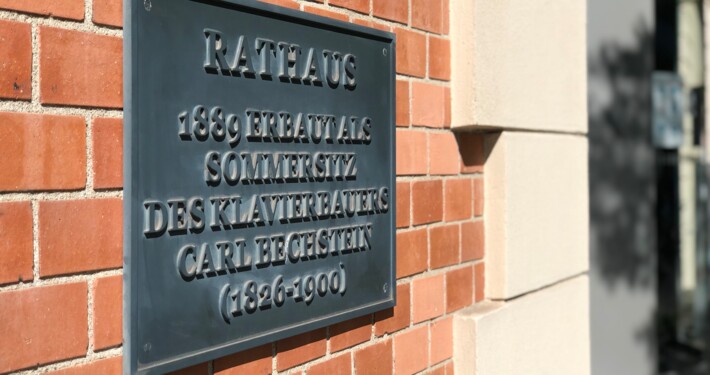 RATHAUS
1889 ERBAUT ALS
SOMMERSITZ
DES KLAVIERBAUERS
CARL BECHSTEIN
(1826-1900)